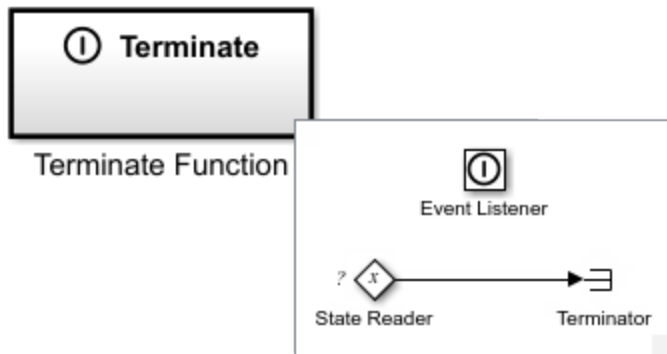 Terminate
Terminate Function
Event Listener
? x
State Reader
Terminator